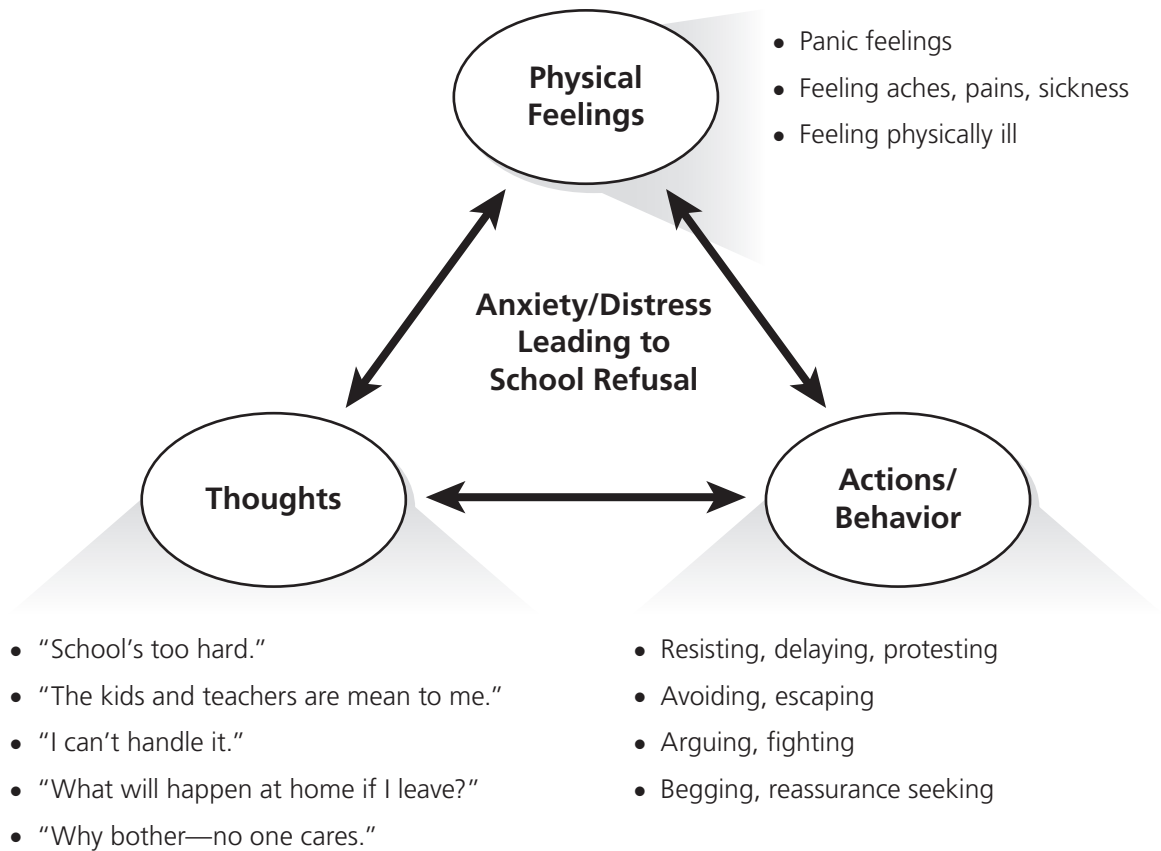 Physical
Feelings
• Panic feelings
• Feeling aches, pains, sickness
• Feeling physically ill
Anxiety/Distress
Leading to
School Refusal
Thoughts
Actions/
Behavior
• “School’s too hard.”
• “The kids and teachers are mean to me.”
• “I can’t handle it.”
• “What will happen at home if I leave?”
• “Why bother—no one cares.”
• Resisting, delaying, protesting
• Avoiding, escaping
• Arguing, fighting
• Begging, reassurance seeking